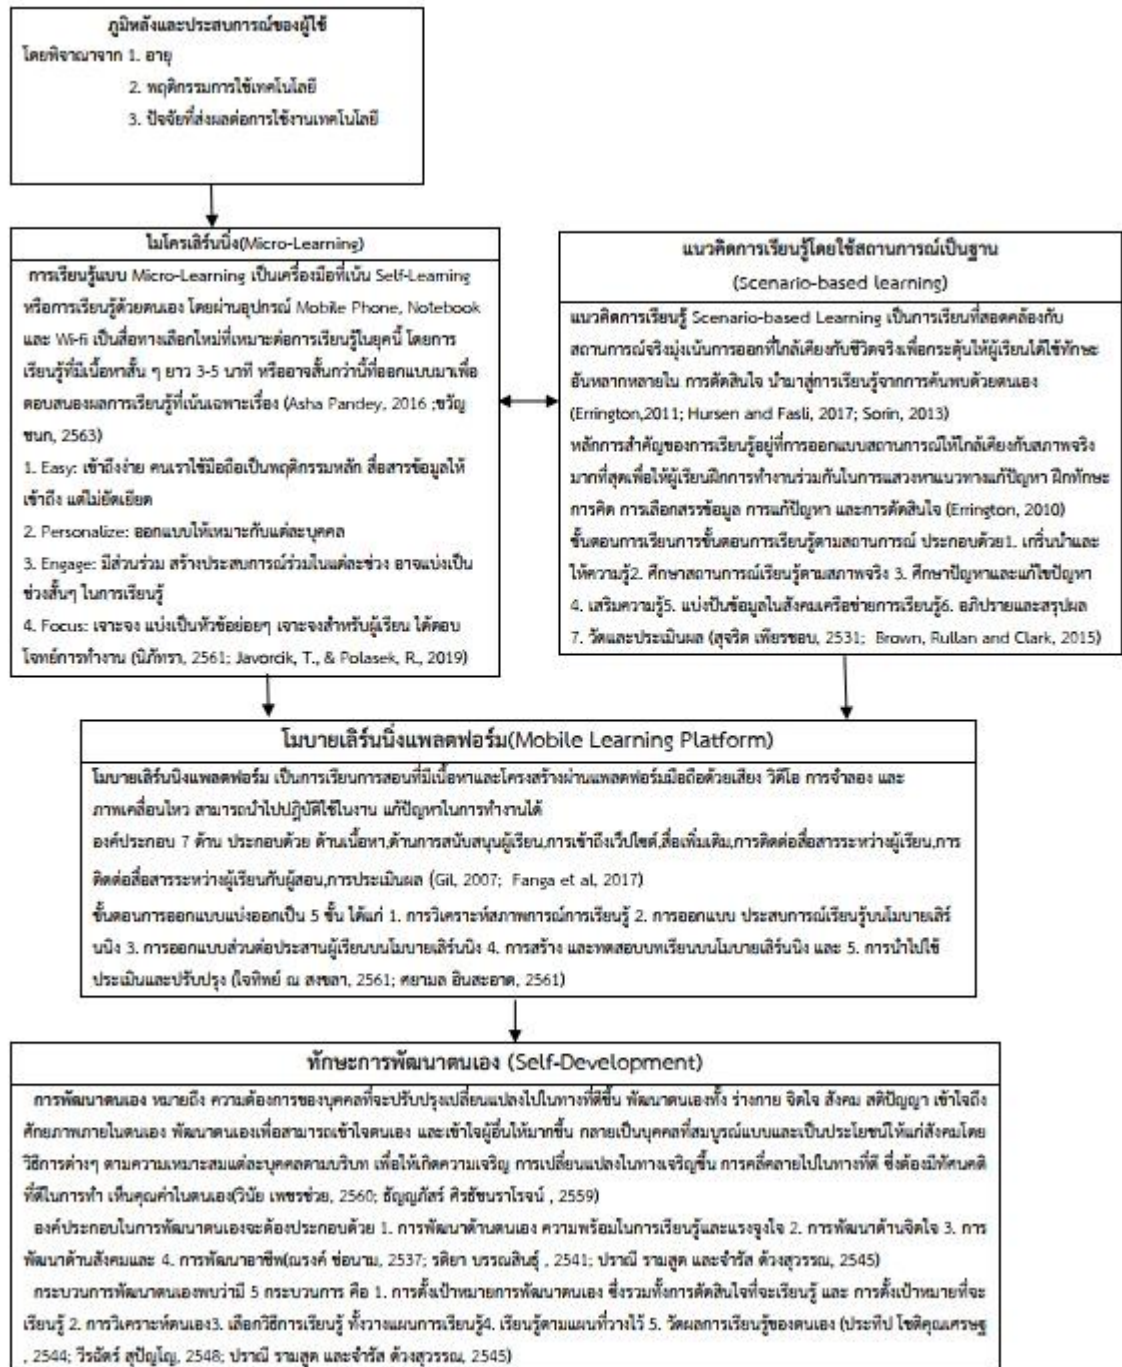 ภูมิหลังและประสบการณ์ของผู้ใช้
โดยพิจาณาจาก 1. อายุ
2. พฤติกรรมการใช้เทคโนโลยี
3. ปัจจัยที่ส่งผลต่อการใช้งานเทคโนโลยี
ไมโครเลิร์นนิ่ง(Micro-Learning)
การเรียนรู้แบบ Micro-Learning เป็นเครื่องมือที่เน้น Self-Learning
หรือการเรียนรู้ด้วยตนเอง โดยผ่านอุปกรณ์ Mobile Phone, Notebook
และ Wi-fi เป็นสื่อทางเลือกใหม่ที่เหมาะต่อการเรียนรู้ในยุคนี้ โดยการ
เรียนรู้ที่มีเนื้อหาสั้น ๆ ยาว 3-5 นาที หรืออาจสั้นกว่านี้ที่ออกแบบมาเพื่อ
ตอบสนองผลการเรียนรู้ที่เน้นเฉพาะเรื่อง (Asha Pandey, 2016 ;ขวัญ
ชนก, 2563)
1. Easy: เข้าถึงง่าย คนเราใช้มือถือเป็นพฤติกรรมหลัก สื่อสารข้อมูลให้
เข้าถึง แต่ไม่ยัดเยียด
2. Personalize: ออกแบบให้เหมาะกับแต่ละบุคคล
3. Engage: มีส่วนร่วม สร้างประสบการณ์ร่วมในแต่ละช่วง อาจแบ่งเป็น
ช่วงสั้นๆ ในการเรียนรู้
4. Focus: เจาะจง แบ่งเป็นหัวข้อย่อยๆ เจาะจงสำหรับผู้เรียน ได้ตอบ
โจทย์การทำงาน (นิภัทรา, 2561; Javorcik, T., & Polasek, R., 2019)
แนวคิดการเรียนรู้โดยใช้สถานการณ์เป็นฐาน
(Scenario-based learning)
แนวคิดการเรียนรู้ Scenario-based Learning เป็นการเรียนที่สอดคล้องกับ
สถานการณ์จริงมุ่งเน้นการออกที่ใกล้เคียงกับชีวิตจริงเพื่อกระตุ้นให้ผู้เรียนได้ใช้ทักษะ
อันหลากหลายใน การตัดสินใจ นำมาสู่การเรียนรู้จากการค้นพบด้วยตนเอง
(Errington,2011; Hursen and Fasli, 2017; Sorin, 2013)
หลักการสำคัญของการเรียนรู้อยู่ที่การออกแบบสถานการณ์ให้ใกล้เคียงกับสภาพจริง
มากที่สุดเพื่อให้ผู้เรียนฝึกการทำงานร่วมกันในการแสวงหาแนวทางแก้ปัญหา ฝึกทักษะ
การคิด การเลือกสรรข้อมูล การแก้ปัญหา และการตัดสินใจ (Errington, 2010)
ขั้นตอนการเรียนการขั้นตอนการเรียนรู้ตามสถานการณ์ ประกอบด้วย1. เกริ่นนำและ
ให้ความรู้2. ศึกษาสถานการณ์เรียนรู้ตามสภาพจริง 3. ศึกษาปัญหาและแก้ไขปัญหา
4. เสริมความรู้5. แบ่งปันข้อมูลในสังคมเครือข่ายการเรียนรู้6. อภิปรายและสรุปผล
7. วัดและประเมินผล (สุจริต เพียรชอบ, 2531; Brown, Rullan and Clark, 2015)
โมบายเลิร์นนิ่งแพลตฟอร์ม(Mobile Learning Platform)
โมบายเลิร์นนิงแพลตฟอร์ม เป็นการเรียนการสอนที่มีเนื้อหาและโครงสร้างผ่านแพลตฟอร์มมือถือด้วยเสียง วิดีโอ การจำลอง และ
ภาพเคลื่อนไหว สามารถนำไปปฏิบัติใช้ในงาน แก้ปัญหาในการทำงานได้
องค์ประกอบ 7 ด้าน ประกอบด้วย ด้านเนื้อหา,ด้านการสนับสนุนผู้เรียน,การเข้าถึงเว็บไซต์,สื่อเพิ่มเติม,การติดต่อสื่อสารระหว่างผู้เรียน,การ
ติดต่อสื่อสารระหว่างผู้เรียนกับผู้สอน,การประเมินผล (Gil, 2007; Fanga et al, 2017)
ขั้นตอนการออกแบบแบ่งออกเป็น 5 ขั้น ได้แก่ 1. การวิเคราะห์สภาพการณ์การเรียนรู้ 2. การออกแบบ ประสบการณ์เรียนรู้บนโมบายเลิร์
นนิง 3. การออกแบบส่วนต่อประสานผู้เรียนบนโมบายเลิร์นนิง 4. การสร้าง และทดสอบบทเรียนบนโมบายเลิร์นนิง และ 5. การนำไปใช้
ประเมินและปรับปรุง (ใจทิพย์ ณ สงขลา, 2561; ศยามล อินสะอาด, 2561)
ทักษะการพัฒนาตนเอง (Self-Development)
การพัฒนาตนเอง หมายถึง ความต้องการของบุคคลที่จะปรับปรุงเปลี่ยนแปลงไปในทางที่ดีขึ้น พัฒนาตนเองทั้ง ร่างกาย จิตใจ สังคม สติปัญญา เข้าใจถึง
ศักยภาพภายในตนเอง พัฒนาตนเองเพื่อสามารถเข้าใจตนเอง และเข้าใจผู้อื่นให้มากขึ้น กลายเป็นบุคคลที่สมบูรณ์แบบและเป็นประโยชน์ให้แก่สังคมโดย
วิธีการต่างๆ ตามความเหมาะสมแต่ละบุคคลตามบริบท เพื่อให้เกิดความเจริญ การเปลี่ยนแปลงในทางเจริญขึ้น การคลี่คลายไปในทางที่ดี ซึ่งต้องมีทัศนคติ
ที่ดีในการทำ เห็นคุณค่าในตนเอง(วินัย เพชรช่วย, 2560; ธัญญภัสร์ ศิรธัชนราโรจน์ , 2559)
องค์ประกอบในการพัฒนาตนเองจะต้องประกอบด้วย 1. การพัฒนาด้านตนเอง ความพร้อมในการเรียนรู้และแรงจูงใจ 2. การพัฒนาด้านจิตใจ 3. การ
พัฒนาด้านสังคมและ 4. การพัฒนาอาชีพ(ณรงค์ ซ่อนาม, 2537; รติยา บรรณสินธุ์ , 2541; ปราณี รามสูต และจำรัส ด้วงสุวรรณ, 2545)
กระบวนการพัฒนาตนเองพบว่ามี 5 กระบวนการ คือ 1. การตั้งเป้าหมายการพัฒนาตนเอง ซึ่งรวมทั้งการตัดสินใจที่จะเรียนรู้ และ การตั้งเป้าหมายที่จะ
เรียนรู้ 2. การวิเคราะห์ตนเอง3. เลือกวิธีการเรียนรู้ ทั้งวางแผนการเรียนรู้4. เรียนรู้ตามแผนที่วางไว้ 5. วัดผลการเรียนรู้ของตนเอง (ประทีป โชติคุณเศรษฐ
, 2544; วีรฉัตร์ สุปัญโญ, 2548; ปราณี รามสูต และจำรัส ด้วงสุวรรณ, 2545)